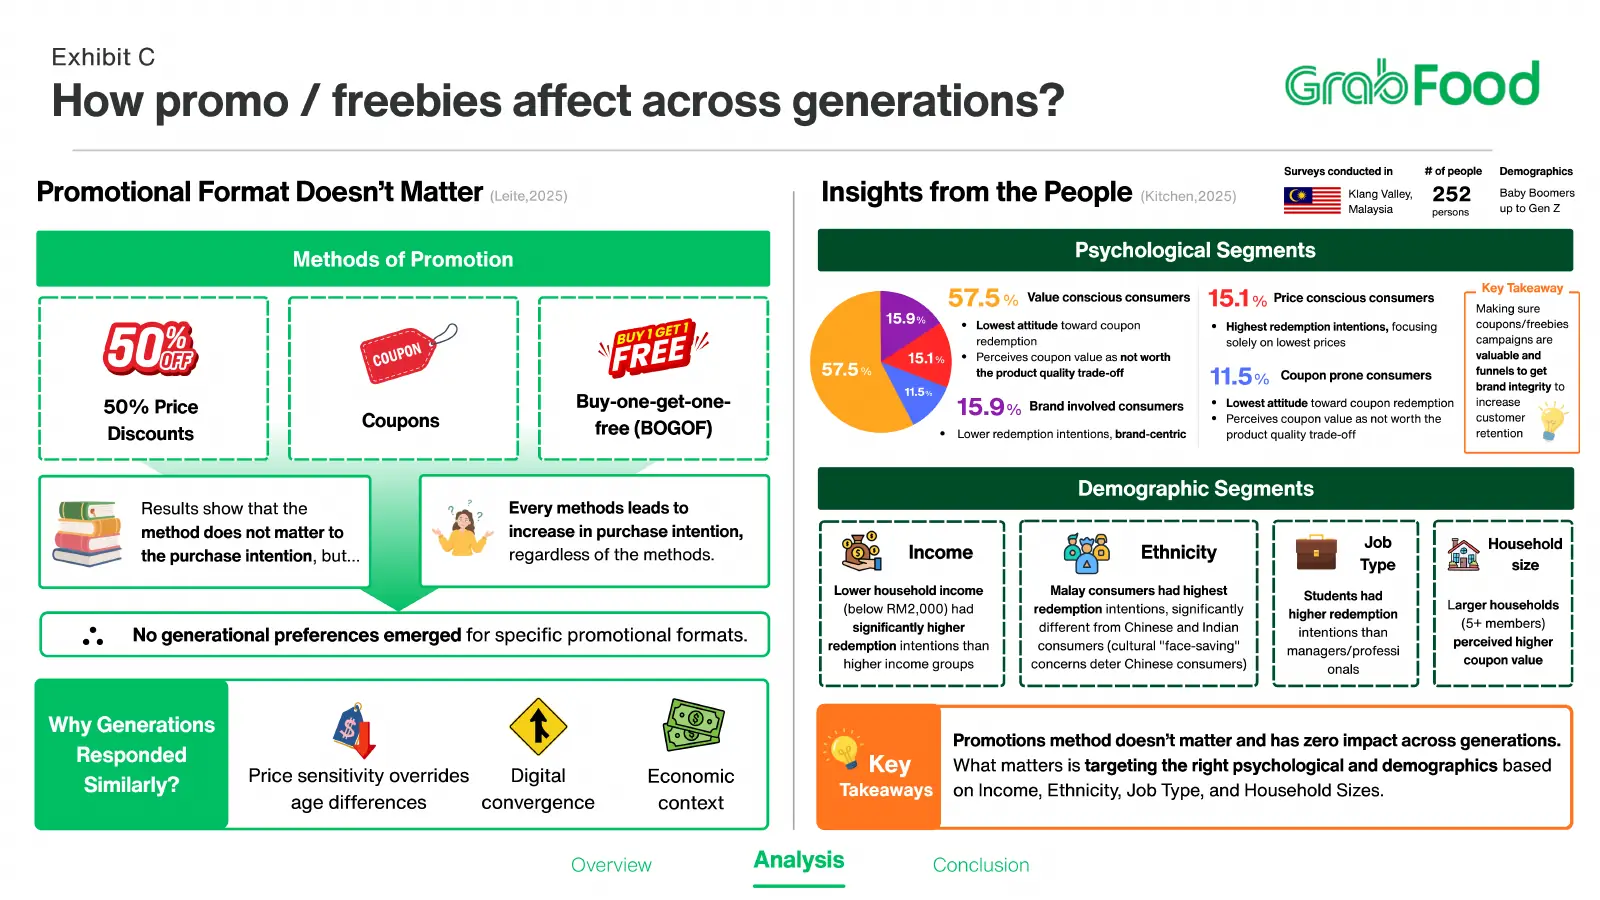 Exhibit C
How promo / freebies affect across generations?
GrabFood
Promotional Format Doesn't Matter (Leite,2025)
Methods of Promotion
50% OFF
50% Price
Discounts
COUPON
Coupons
BUY 1 GET 1
FREE
Buy-one-get-one-
free (BOGOF)
Results show that the
method does not matter to
the purchase intention, but...
Every methods leads to
increase in purchase intention,
regardless of the methods.
No generational preferences emerged for specific promotional formats.
Why Generations
Responded
Similarly?
Price sensitivity overrides
age differences
Digital
convergence
Economic
context
Insights from the People (Kitchen,2025)
Surveys conducted in
Klang Valley,
Malaysia
# of people
252
persons
Demographics
Baby Boomers
up to Gen Z
Psychological Segments
57.5%
15.9%
15.1%
11.5%
57.5% Value conscious consumers
• Lowest attitude toward coupon
redemption
• Perceives coupon value as not worth
the product quality trade-off
15.9% Brand involved consumers
• Lower redemption intentions, brand-centric
15.1% Price conscious consumers
• Highest redemption intentions, focusing
solely on lowest prices
11.5% Coupon prone consumers
• Lowest attitude toward coupon redemption
• Perceives coupon value as not worth the
product quality trade-off
Key Takeaway
Making sure
coupons/freebies
campaigns are
valuable and
funnels to get
brand integrity to
increase
customer
retention
Demographic Segments
Income
Lower household income
(below RM2,000) had
significantly higher
redemption intentions than
higher income groups
Ethnicity
Malay consumers had highest
redemption intentions, significantly
different from Chinese and Indian
consumers (cultural "face-saving"
concerns deter Chinese consumers)
Job
Type
Students had
higher redemption
intentions than
managers/professi
onals
Household
size
Larger households
(5+ members)
perceived higher
coupon value
Key
Takeaways
Promotions method doesn't matter and has zero impact across generations.
What matters is targeting the right psychological and demographics based
on Income, Ethnicity, Job Type, and Household Sizes.
Overview
Analysis
Conclusion